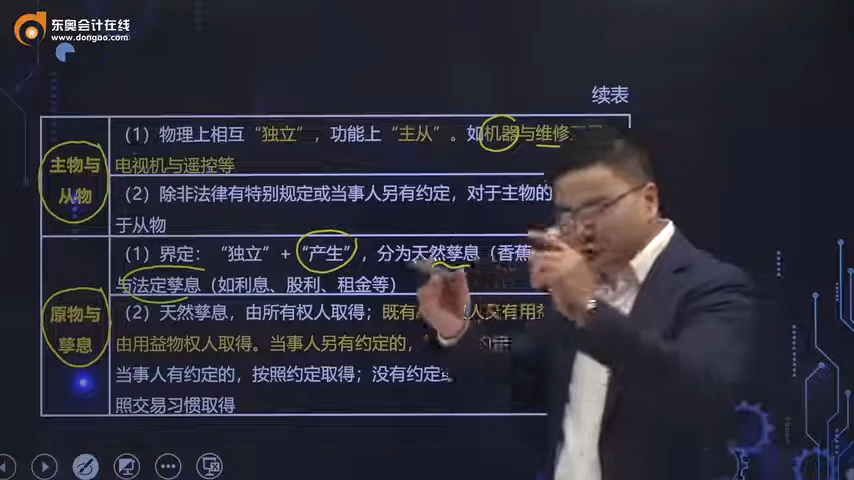 东奥会计在线
www.dongao.com
续表
主物与
从物
（1）物理上相互“独立”，功能上“主从”。如机器与维修
电视机与遥控等
（2）除非法律有特别规定或当事人另有约定，对于主物的
于从物
原物与
孳息
（1）界定：“独立”+“产生”，分为天然孳息（香蕉
与法定孳息（如利息、股利、租金等）
（2）天然孳息，由所有权人取得；既有 人又有用益
由用益物权人取得。当事人另有约定的，
当事人有约定的，按照约定取得；没有约定
照交易习惯取得